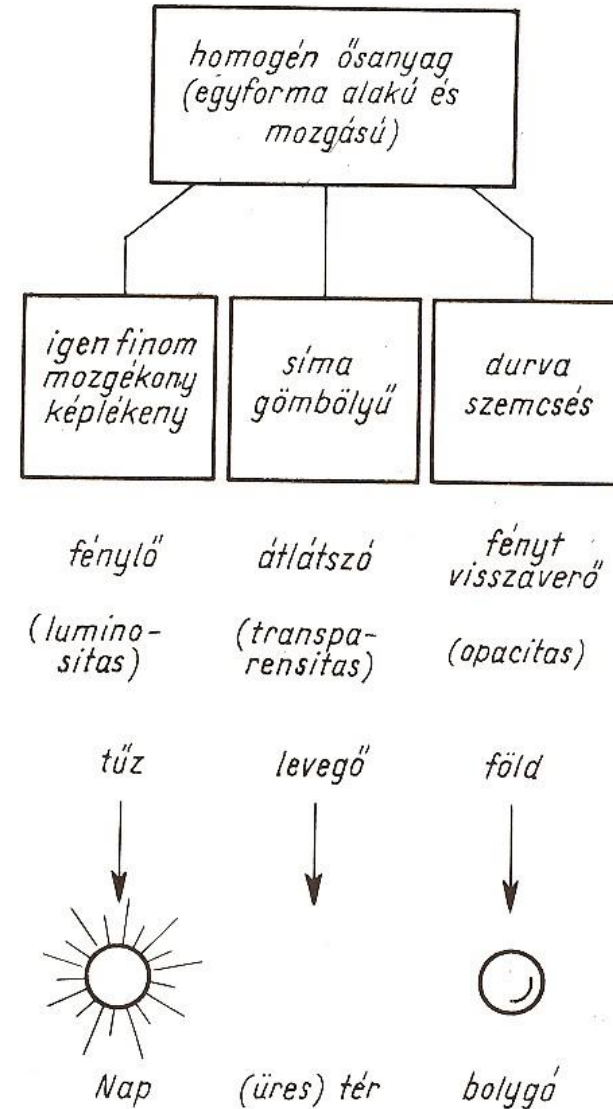 homogén ősanyag
(egyforma alakú és
mozgású)
igen finom
mozgékony
képlékeny
síma
gömbölyű
durva
szemcsés
fénylő
átlátszó
fényt
visszaverő
(lumino-
sitas)
(transpa-
rensitas)
(opacitas)
tűz
levegő
föld
Nap
(üres) tér
bolygó